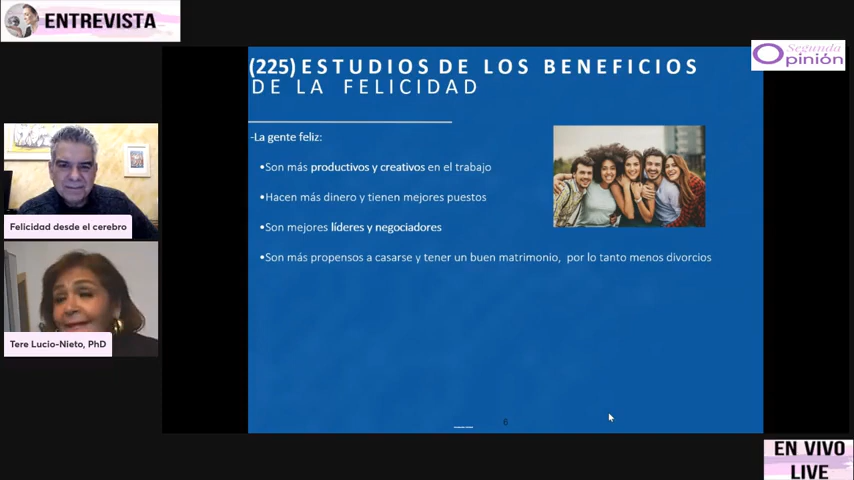 ENTREVISTA
Segunda
Opinión
(225) ESTUDIOS DE LOS BENEFICIOS
DE LA FELICIDAD
-La gente feliz:
•Son más productivos y creativos en el trabajo
•Hacen más dinero y tienen mejores puestos
•Son mejores líderes y negociadores
•Son más propensos a casarse y tener un buen matrimonio, por lo tanto menos divorcios
Felicidad desde el cerebro
Tere Lucio-Nieto, PhD
6
EN VIVO
LIVE